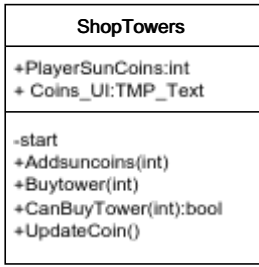 ShopTowers
+PlayerSunCoins:int
+ Coins_UI:TMP_Text
-start
+Addsuncoins(int)
+Buytower(int)
+CanBuyTower(int):bool
+UpdateCoin()